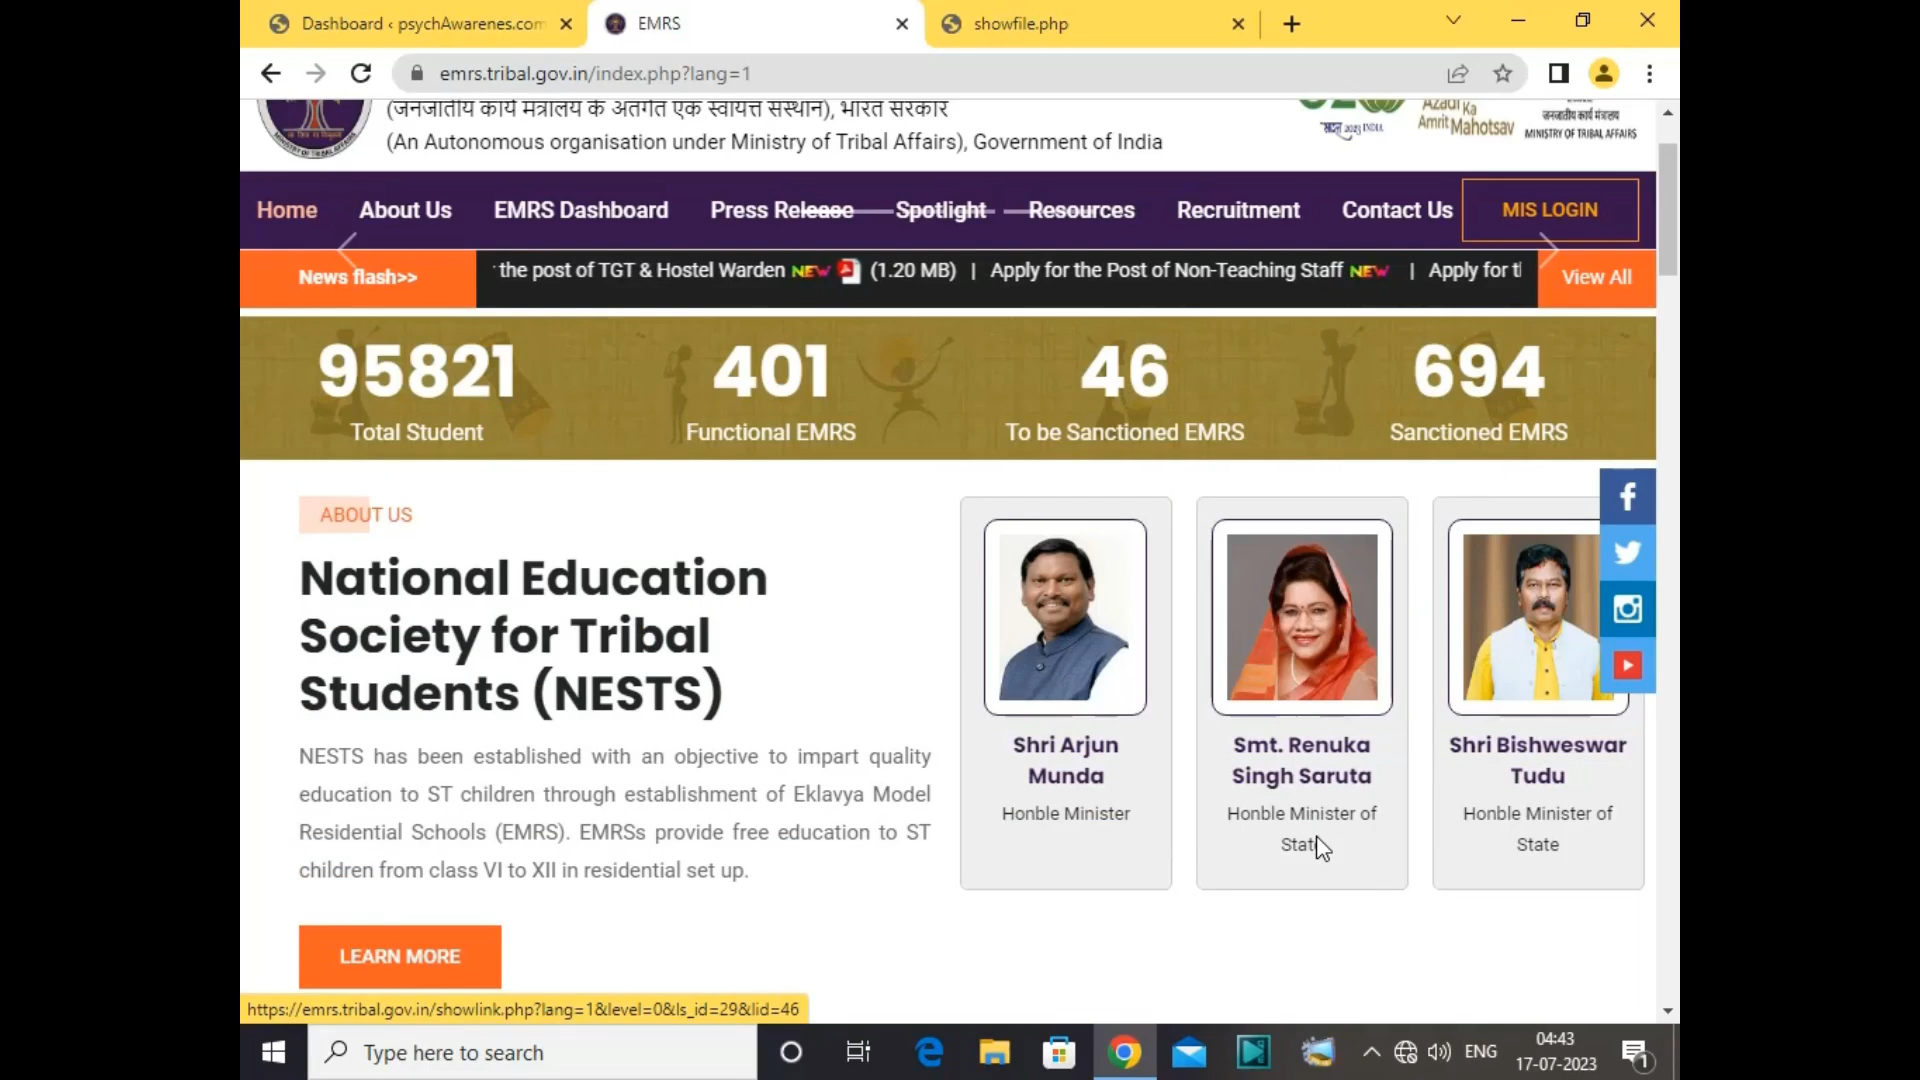 Dashboard ‹ psychAwarenes.com
EMRS
showfile.php
emrs.tribal.gov.in/index.php?lang=1
(जनजातीय कार्य मंत्रालय के अंतर्गत एक स्वायत्त संस्थान), भारत सरकार
(An Autonomous organisation under Ministry of Tribal Affairs), Government of India
2023 INDIA
Azadi Ka
Amrit Mahotsav
जनजातीय कार्य मंत्रालय
MINISTRY OF TRIBAL AFFAIRS
Home
About Us
EMRS Dashboard
Press Release
Spotlight
Resources
Recruitment
Contact Us
MIS LOGIN
News flash>>
the post of TGT & Hostel Warden NEW (1.20 MB) | Apply for the Post of Non-Teaching Staff NEW | Apply for t
View All
95821
Total Student
401
Functional EMRS
46
To be Sanctioned EMRS
694
Sanctioned EMRS
ABOUT US
National Education
Society for Tribal
Students (NESTS)
NESTS has been established with an objective to impart quality
education to ST children through establishment of Eklavya Model
Residential Schools (EMRS). EMRSs provide free education to ST
children from class VI to XII in residential set up.
LEARN MORE
Shri Arjun
Munda
Honble Minister
Smt. Renuka
Singh Saruta
Honble Minister of
State
Shri Bishweswar
Tudu
Honble Minister of
State
https://emrs.tribal.gov.in/showlink.php?lang=1&level=0&ls_id=29&lid=46
Type here to search
ENG
04:43
17-07-2023
1